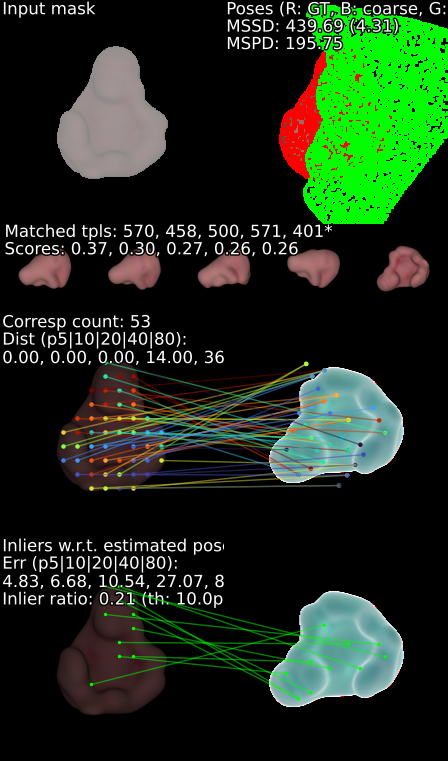 Input mask
Poses (R: GT, B: coarse, G:
MSSD: 439.69 (4.31)
MSPD: 195.75
Matched tpls: 570, 458, 500, 571, 401*
Scores: 0.37, 0.30, 0.27, 0.26, 0.26
Corresp count: 53
Dist (p5|10|20|40|80):
0.00, 0.00, 0.00, 14.00, 36
Inliers w.r.t. estimated pos
Err (p5|10|20|40|80):
4.83, 6.68, 10.54, 27.07, 8
Inlier ratio: 0.21 (th: 10.0p